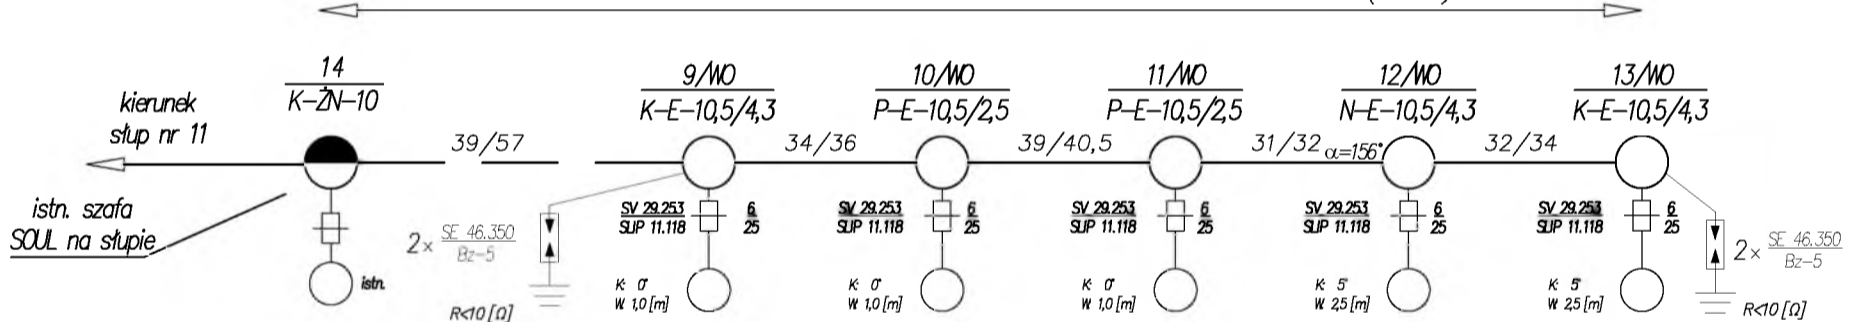 14
K-ŻN-10
9/WO
K-E-10,5/4,3
10/WO
P-E-10,5/2,5
11/WO
P-E-10,5/2,5
12/WO
N-E-10,5/4,3
13/WO
K-E-10,5/4,3
kierunek
słup nr 11
39/57
34/36
39/40,5
31/32
α=156°
32/34
istn. szafa
SOUL na słupie
istn.
2× SE 46.350
Bz-5
R<10 [Ω]
SV 29.253
SLIP 11.118
6
25
K: 0°
W: 1,0 [m]
SV 29.253
SLIP 11.118
6
25
K: 0°
W: 1,0 [m]
SV 29.253
SLIP 11.118
6
25
K: 0°
W: 1,0 [m]
SV 29.253
SLIP 11.118
6
25
K: 5°
W: 2,5 [m]
SV 29.253
SLIP 11.118
6
25
K: 5°
W: 2,5 [m]
2× SE 46.350
Bz-5
R<10 [Ω]